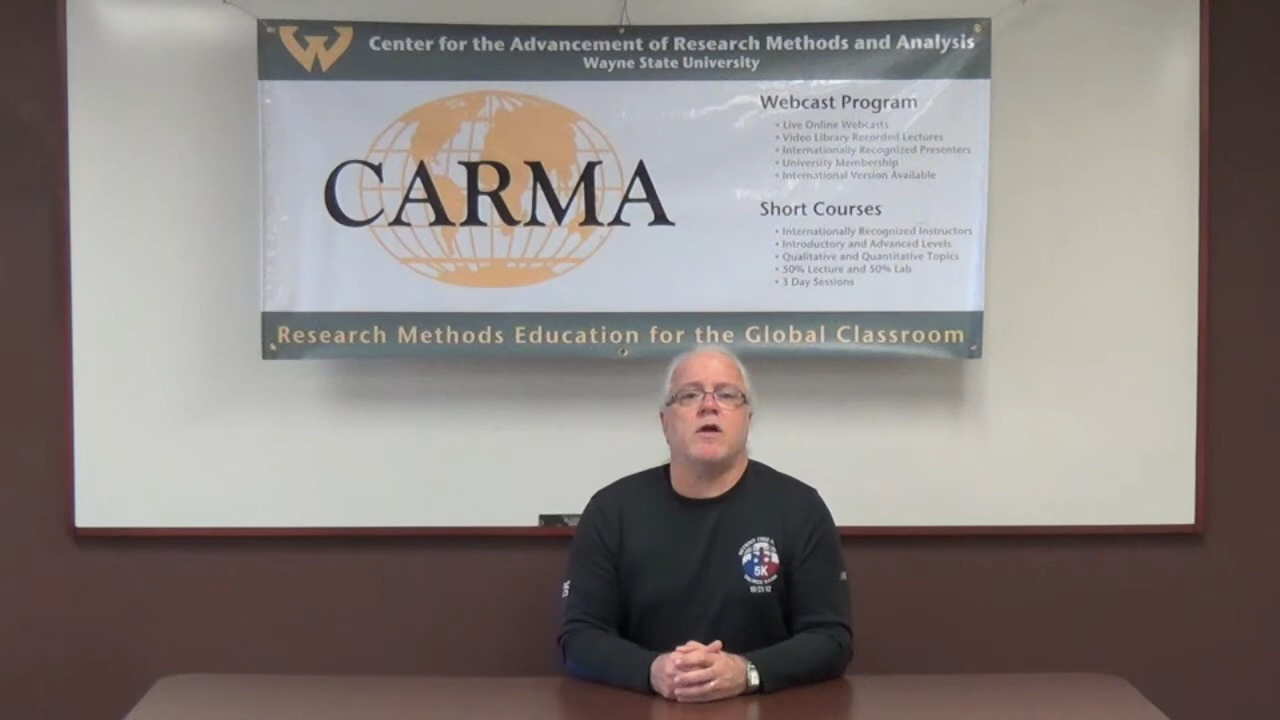 W
Center for the Advancement of Research Methods and Analysis
Wayne State University
CARMA
Webcast Program
• Live Online Webcasts
• Video Library Recorded Lectures
• Internationally Recognized Presenters
• University Membership
• International Version Available
Short Courses
• Internationally Recognized Instructors
• Introductory and Advanced Levels
• Qualitative and Quantitative Topics
• 50% Lecture and 50% Lab
• 3 Day Sessions
Research Methods Education for the Global Classroom
5K